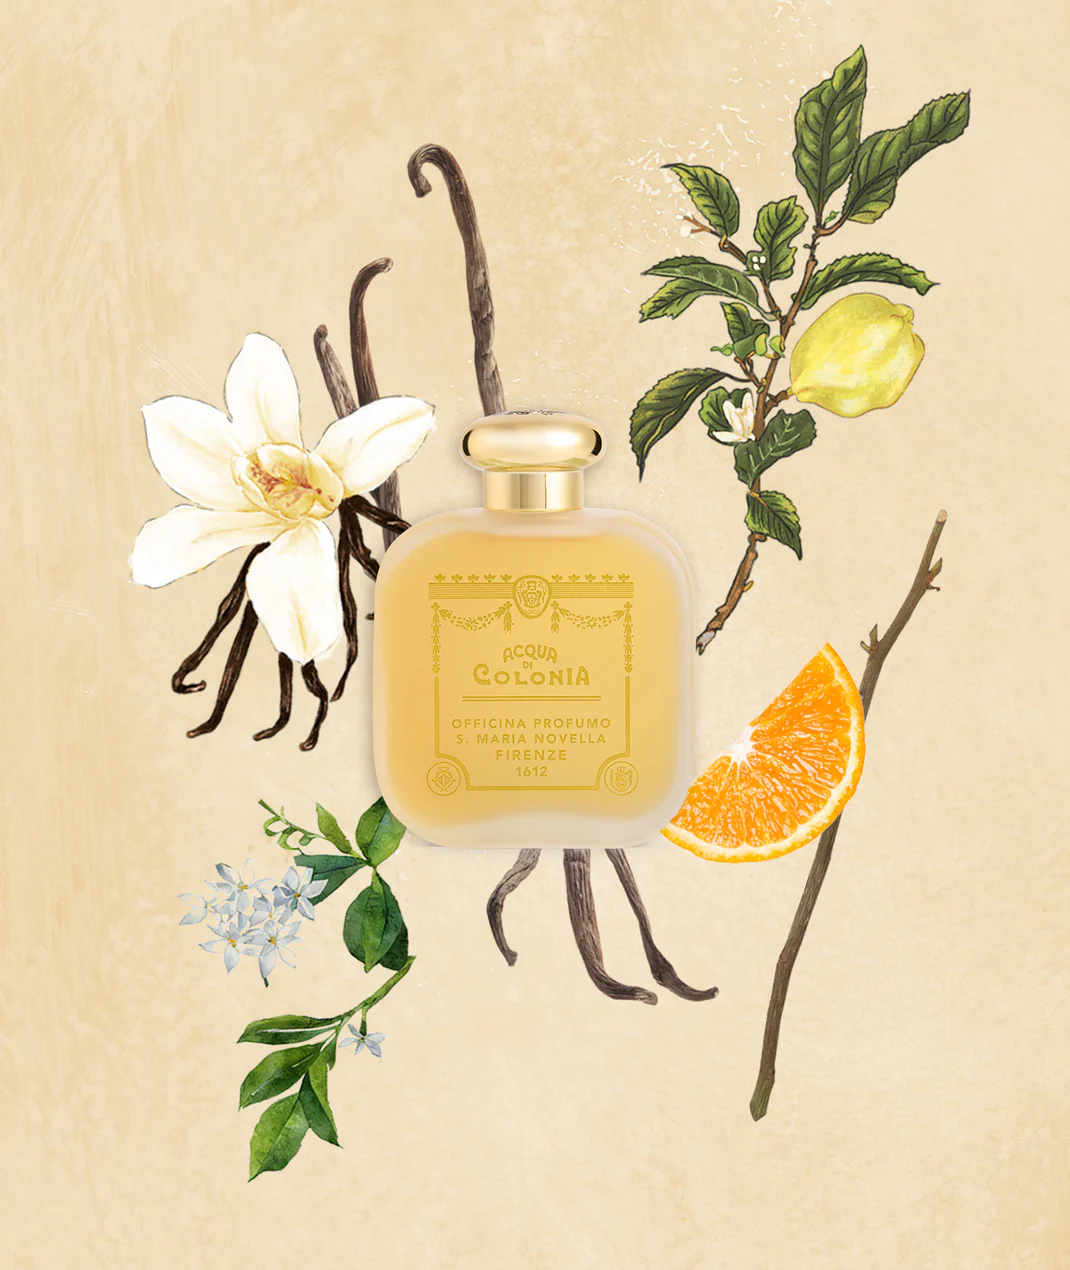 ACQUA
DI
COLONIA
OFFICINA PROFUMO
S. MARIA NOVELLA
FIRENZE
1612